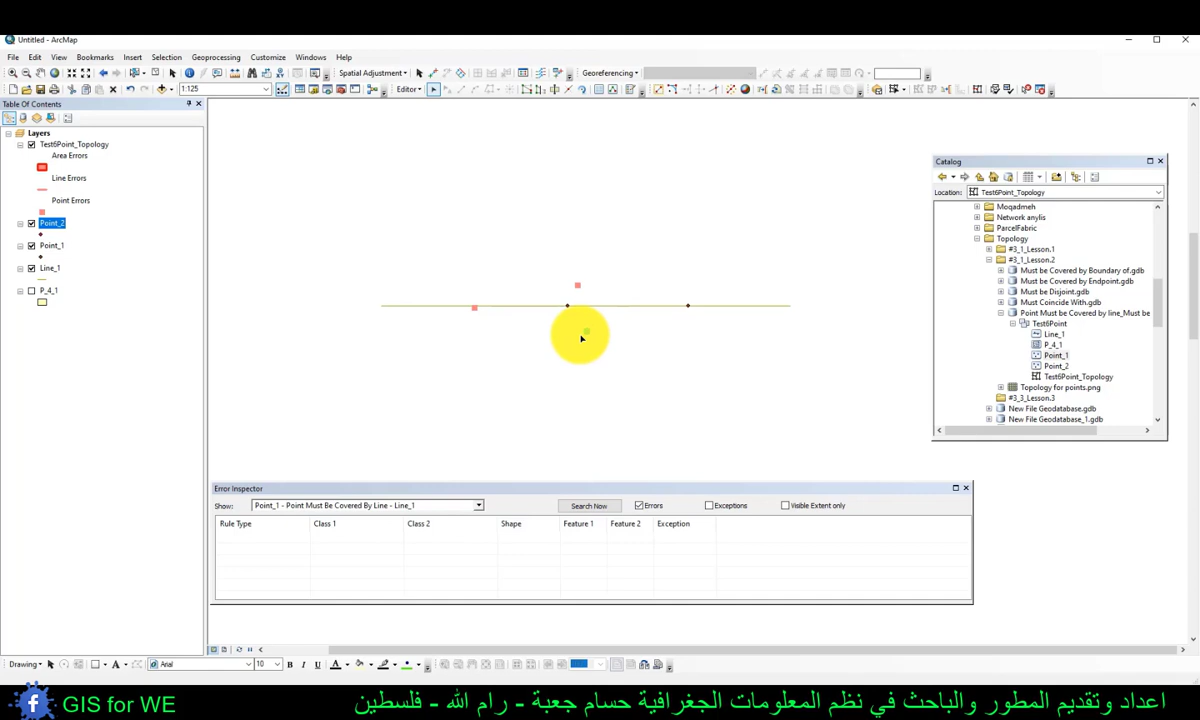 Untitled - ArcMap
File Edit View Bookmarks Insert Selection Geoprocessing Customize Windows Help
Spatial Adjustment Georeferencing
1:125 Editor
Table Of Contents
Layers
Test6Point_Topology
Area Errors
Line Errors
Point Errors
Point_2
Point_1
Line_1
P_4_1
Catalog
Location: Test6Point_Topology
Moqadmeh
Network anylis
ParcelFabric
Topology
#3_1_Lesson.1
#3_1_Lesson.2
Must be Covered by Boundary of.gdb
Must be Covered by Endpoint.gdb
Must be Disjoint.gdb
Must Coincide With.gdb
Point Must be Covered by line_Must be
Test6Point
Line_1
P_4_1
Point_1
Point_2
Test6Point_Topology
Topology for points.png
#3_3_Lesson.3
New File Geodatabase.gdb
New File Geodatabase_1.gdb
Error Inspector
Show: Point_1 - Point Must Be Covered By Line - Line_1 Search Now Errors Exceptions Visible Extent only
Rule Type Class 1 Class 2 Shape Feature 1 Feature 2 Exception
Drawing Arial 10 B I U A
GIS for WE
اعداد وتقديم المطور والباحث في نظم المعلومات الجغرافية حسام جعبة - رام الله - فلسطين